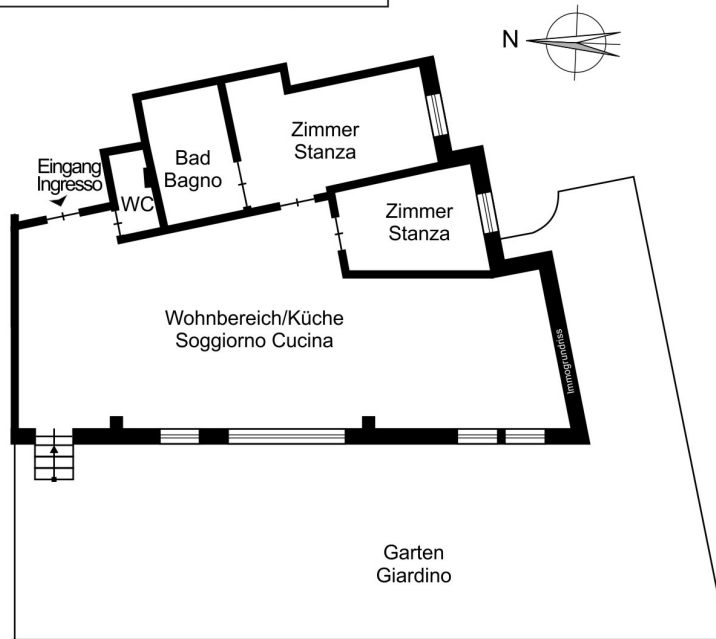 N
Zimmer
Stanza
Bad
Bagno
Eingang
Ingresso
WC
Zimmer
Stanza
Wohnbereich/Küche
Soggiorno Cucina
Immogrundriss
Garten
Giardino